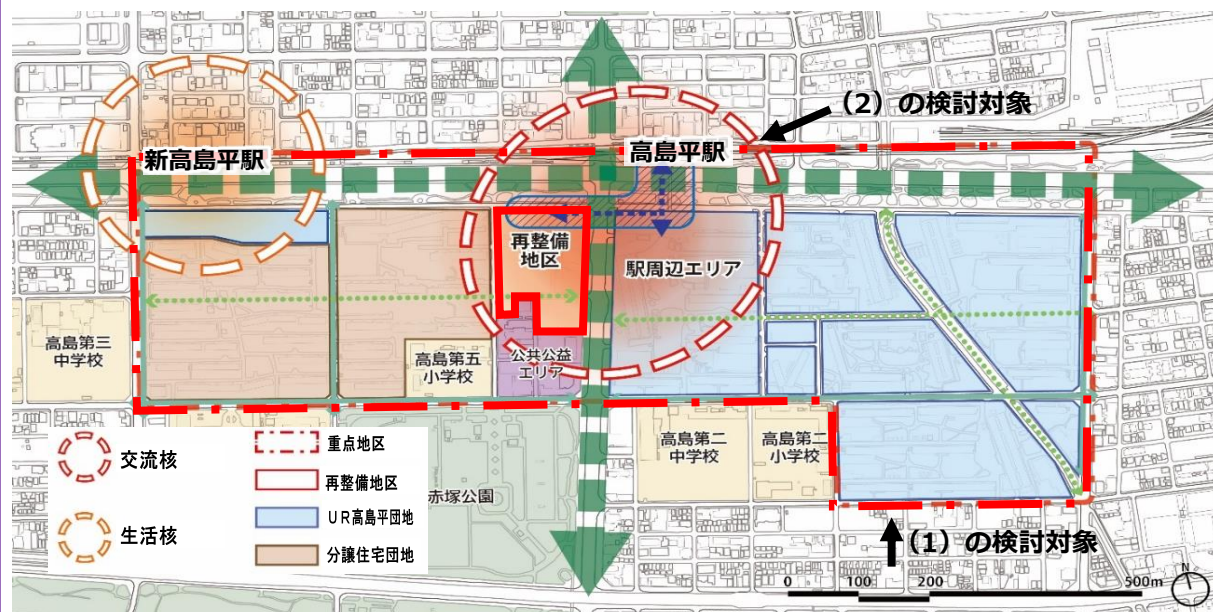 (2)の検討対象
新高島平駅
高島平駅
再整備
地区
駅周辺エリア
高島第三
中学校
高島第五
小学校
公共公益
エリア
高島第二
中学校
高島第二
小学校
赤塚公園
交流核
生活核
重点地区
再整備地区
UR高島平団地
分譲住宅団地
(1)の検討対象
0 100 200 500m
N